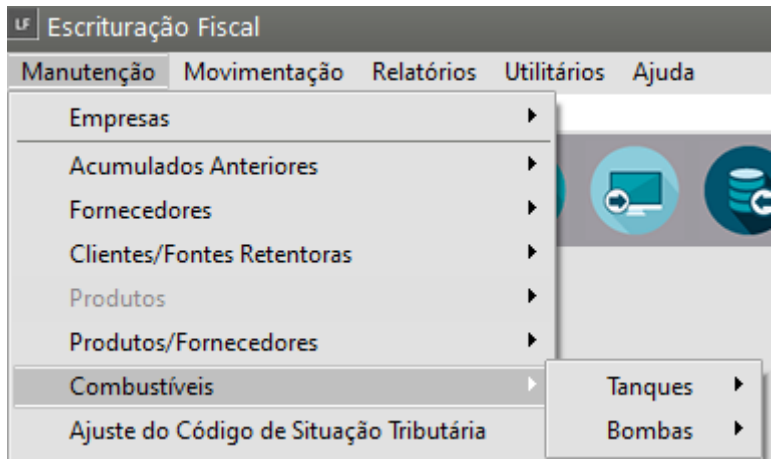 LF Escrituração Fiscal
Manutenção Movimentação Relatórios Utilitários Ajuda
Empresas
Acumulados Anteriores
Fornecedores
Clientes/Fontes Retentoras
Produtos
Produtos/Fornecedores
Combustíveis
Tanques
Ajuste do Código de Situação Tributária
Bombas